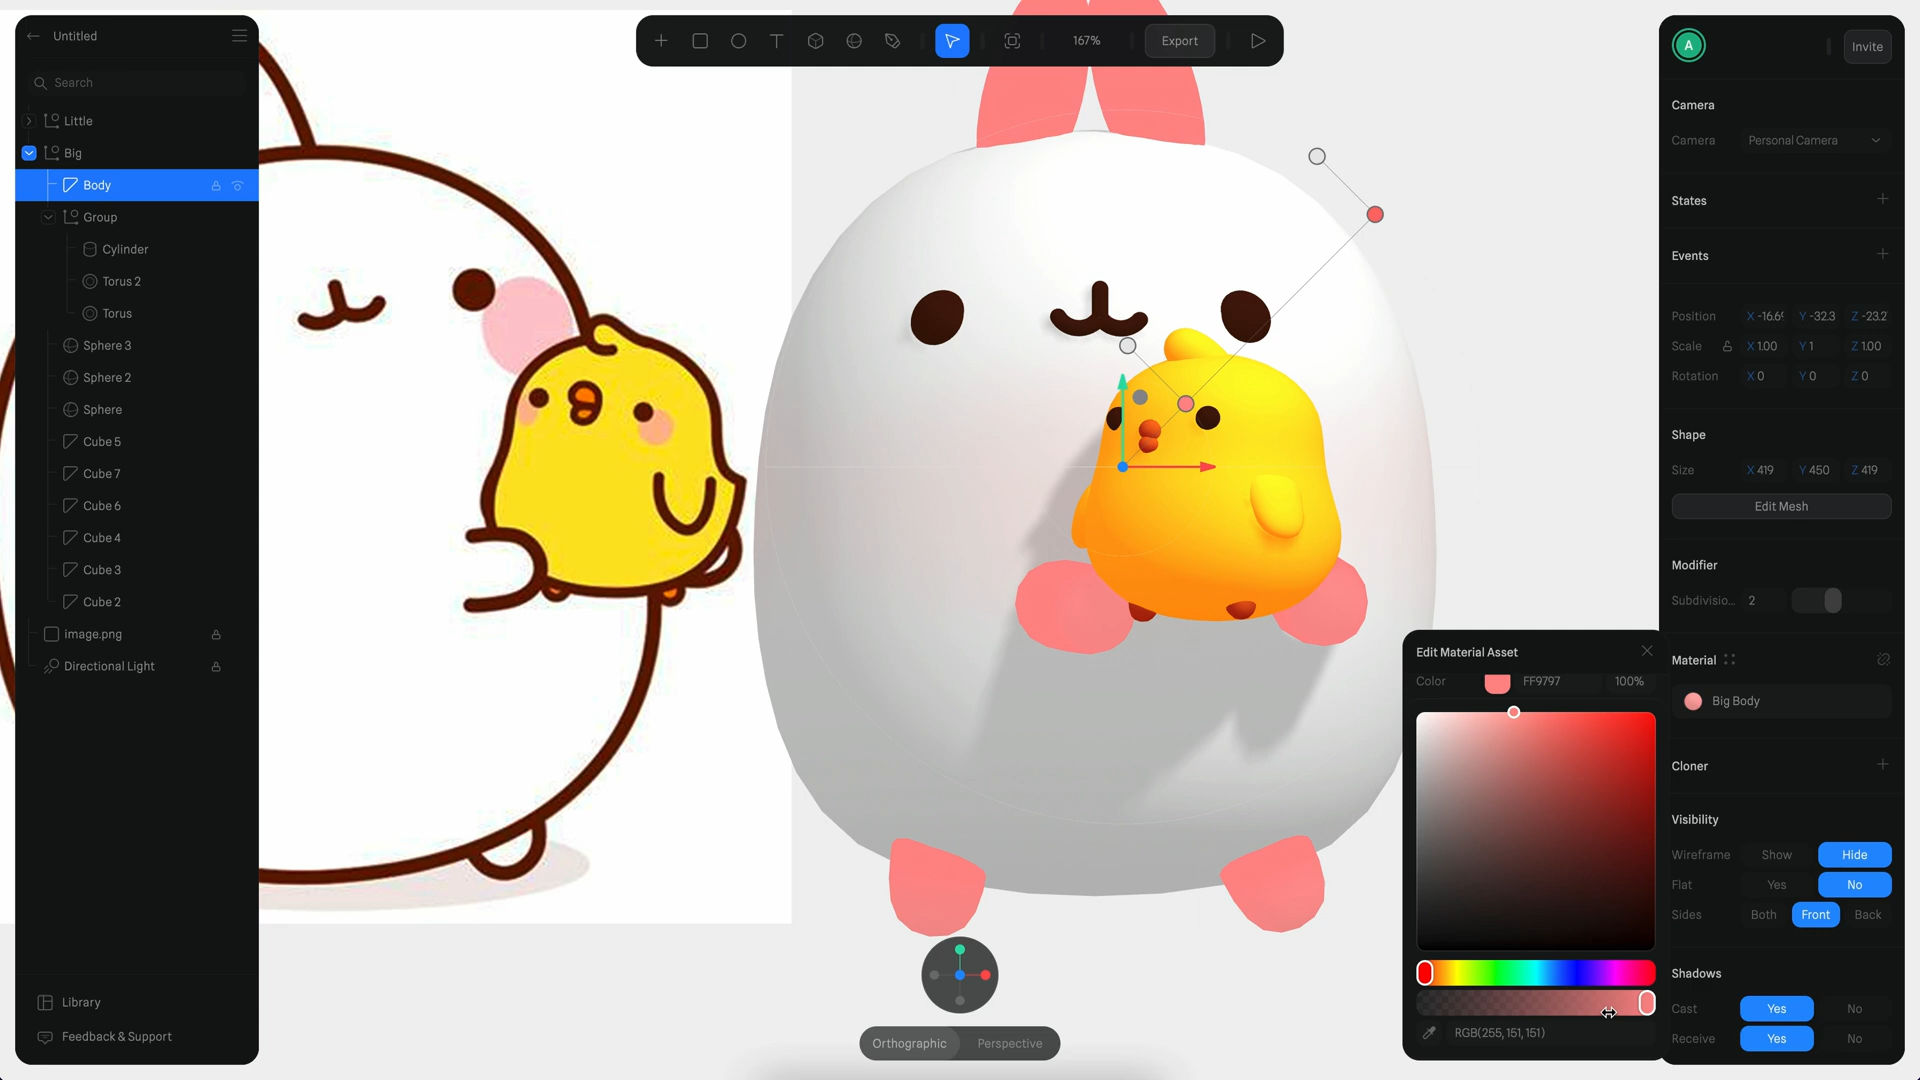 Untitled
Search
Little
Big
Body
Group
Cylinder
Torus 2
Torus
Sphere 3
Sphere 2
Sphere
Cube 5
Cube 7
Cube 6
Cube 4
Cube 3
Cube 2
image.png
Directional Light
Library
Feedback & Support
T
167%
Export
Orthographic
Perspective
A
Invite
Camera
Camera Personal Camera
States
Events
Position X -16.69 Y -32.3 Z -23.2
Scale X 1.00 Y 1 Z 1.00
Rotation X 0 Y 0 Z 0
Shape
Size X 419 Y 450 Z 419
Edit Mesh
Modifier
Subdivisio... 2
Material
Big Body
Cloner
Visibility
Wireframe Show Hide
Flat Yes No
Sides Both Front Back
Shadows
Cast Yes No
Receive Yes No
Edit Material Asset
Color FF9797 100%
RGB(255, 151, 151)